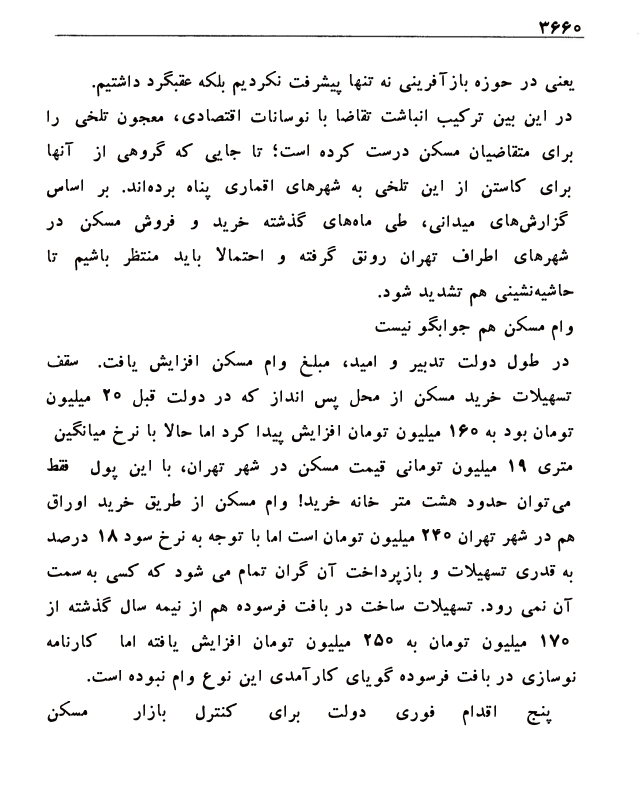 ۳۶۶۰
یعنی در حوزه بازآفرینی نه تنها پیشرفت نکردیم بلکه عقبگرد داشتیم.
در این بین ترکیب انباشت تقاضا با نوسانات اقتصادی، معجون تلخی را
برای متقاضیان مسکن درست کرده است؛ تا جایی که گروهی از آنها
برای کاستن از این تلخی به شهرهای اقماری پناه برده‌اند. بر اساس
گزارش‌های میدانی، طی ماه‌های گذشته خرید و فروش مسکن در
شهرهای اطراف تهران رونق گرفته و احتمالا باید منتظر باشیم تا
حاشیه‌نشینی هم تشدید شود.
وام مسکن هم جوابگو نیست
در طول دولت تدبیر و امید، مبلغ وام مسکن افزایش یافت. سقف
تسهیلات خرید مسکن از محل پس انداز که در دولت قبل ۲۰ میلیون
تومان بود به ۱۶۰ میلیون تومان افزایش پیدا کرد اما حالا با نرخ میانگین
متری ۱۹ میلیون تومانی قیمت مسکن در شهر تهران، با این پول فقط
می‌توان حدود هشت متر خانه خرید! وام مسکن از طریق خرید اوراق
هم در شهر تهران ۲۴۰ میلیون تومان است اما با توجه به نرخ سود ۱۸ درصد
به قدری تسهیلات و بازپرداخت آن گران تمام می شود که کسی به سمت
آن نمی رود. تسهیلات ساخت در بافت فرسوده هم از نیمه سال گذشته از
۱۷۰ میلیون تومان به ۲۵۰ میلیون تومان افزایش یافته اما کارنامه
نوسازی در بافت فرسوده گویای کارآمدی این نوع وام نبوده است.
پنج اقدام فوری دولت برای کنترل بازار مسکن